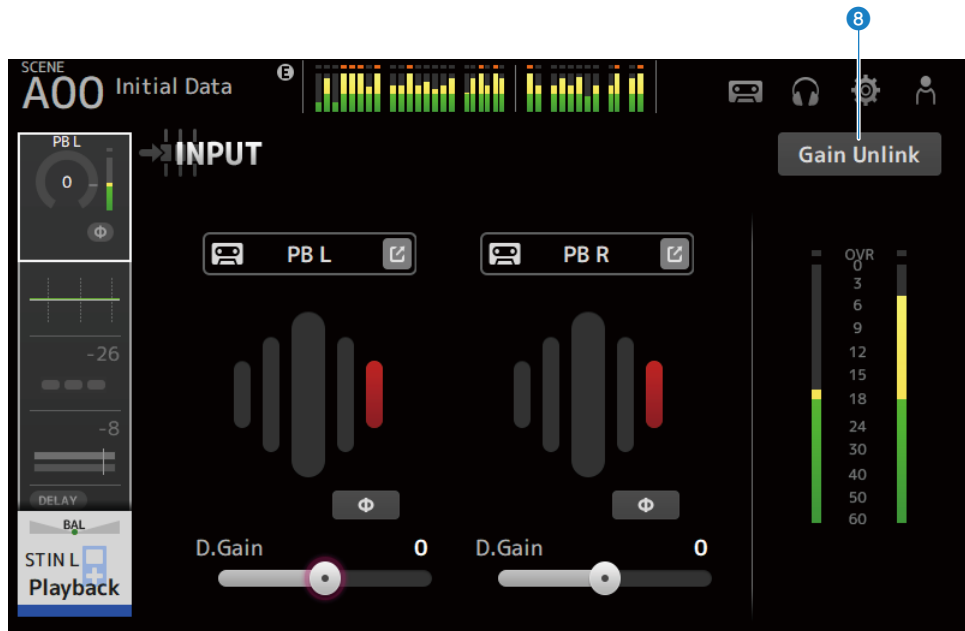 8
SCENE
A00 Initial Data E
PB L
0
Φ
-26
-8
DELAY
BAL
STIN L
Playback
INPUT
Gain Unlink
PB L
PB R
Φ
Φ
D.Gain 0
D.Gain 0
OVR
0
3
6
9
12
15
18
24
30
40
50
60